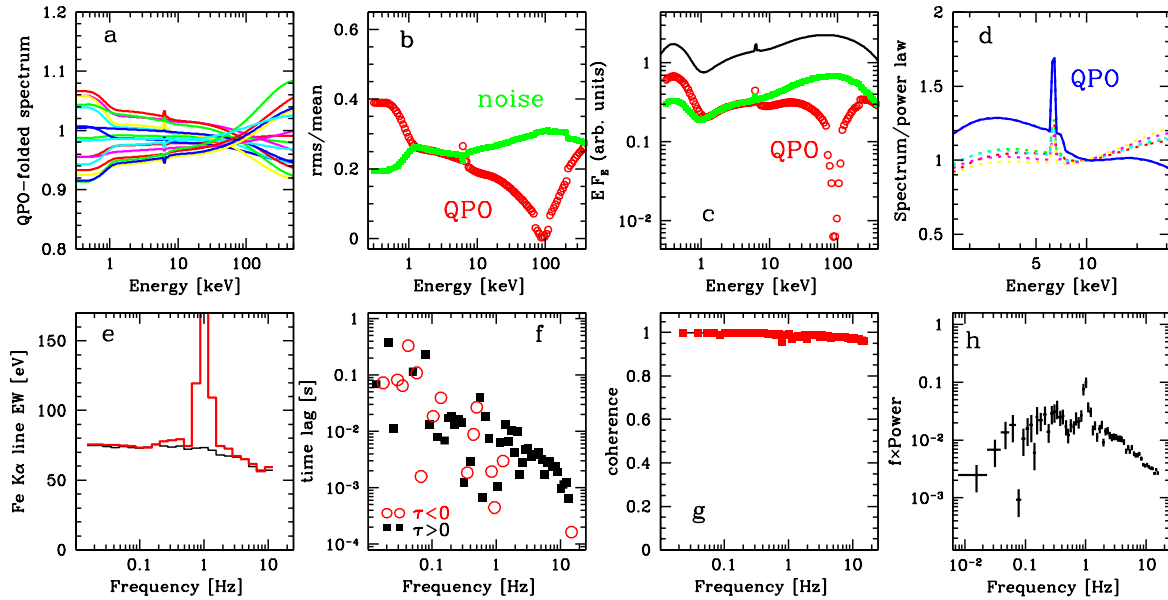 a
QPO-folded spectrum
1.2
1.1
1
0.9
0.8
1
10
100
Energy [keV]
b
rms/mean
0.6
0.4
0.2
0
noise
QPO
1
10
100
Energy [keV]
c
E F_E (arb. units)
1
0.1
10⁻²
QPO
1
10
100
Energy [keV]
d
Spectrum/power law
2
1.5
1
0.5
QPO
5
10
Energy [keV]
e
Fe Kα line EW [eV]
150
100
50
0
0.1
1
10
Frequency [Hz]
f
time lag [s]
1
0.1
10⁻²
10⁻³
10⁻⁴
τ<0
τ>0
0.1
1
10
Frequency [Hz]
g
coherence
1
0.8
0.6
0.4
0.2
0
0.1
1
10
Frequency [Hz]
h
f×Power
1
0.1
10⁻²
10⁻³
10⁻²
0.1
1
10
Frequency [Hz]